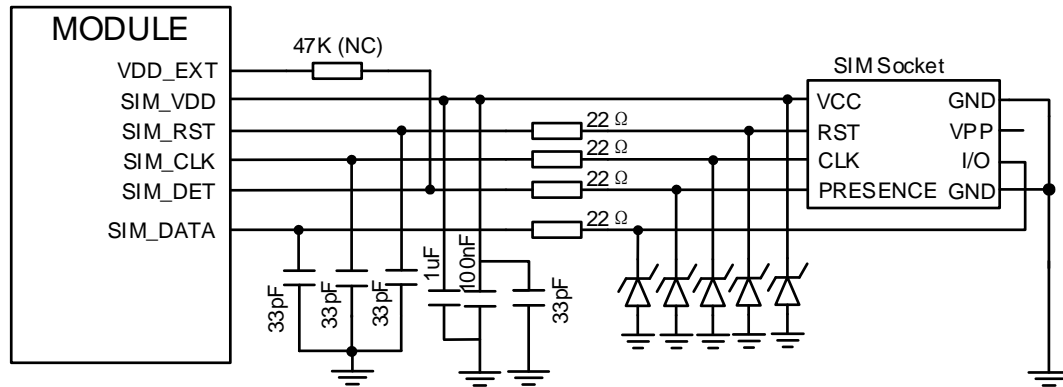 MODULE
47K (NC)
VDD_EXT
SIM_VDD
SIM_RST
SIM_CLK
SIM_DET
SIM_DATA
22 Ω
22 Ω
22 Ω
22 Ω
SIM Socket
VCC
GND
RST
VPP
CLK
I/O
PRESENCE
GND
33pF
33pF
33pF
1uF
100nF
33pF